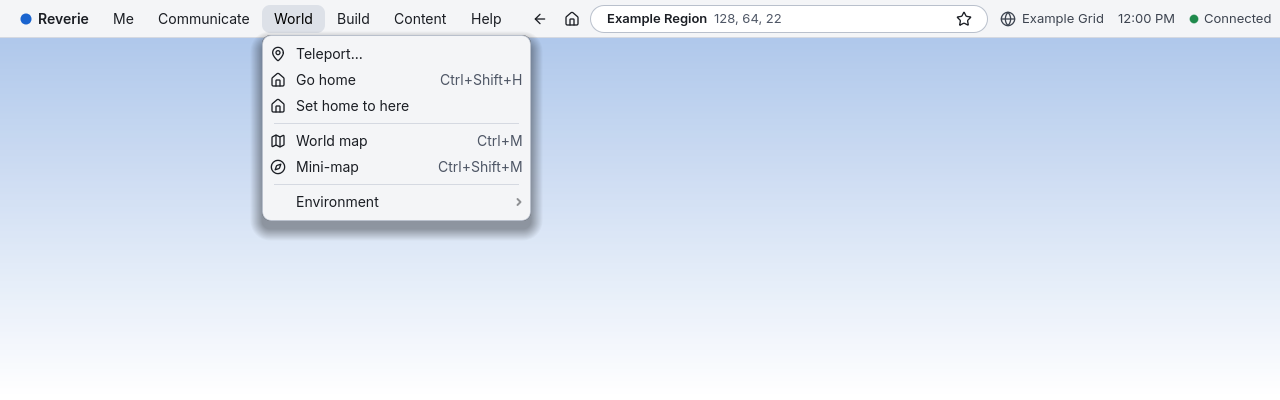 Reverie Me Communicate World Build Content Help Example Region 128, 64, 22 Example Grid 12:00 PM Connected
Teleport...
Go home Ctrl+Shift+H
Set home to here
World map Ctrl+M
Mini-map Ctrl+Shift+M
Environment